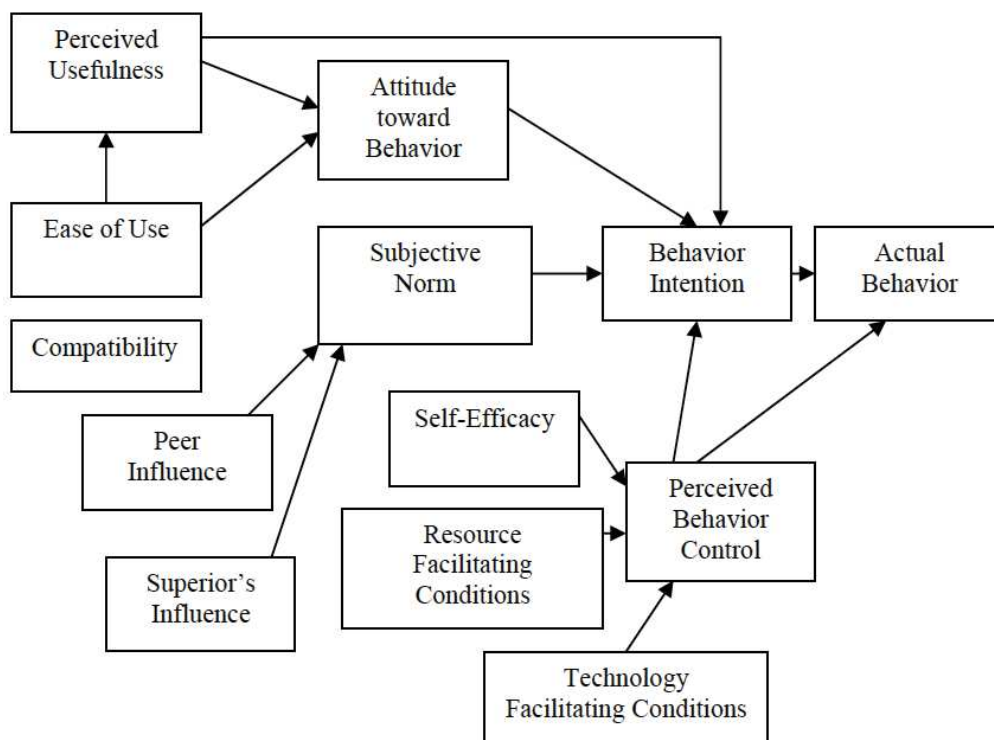 Perceived
Usefulness
Attitude
toward
Behavior
Ease of Use
Subjective
Norm
Behavior
Intention
Actual
Behavior
Compatibility
Peer
Influence
Self-Efficacy
Perceived
Behavior
Control
Resource
Facilitating
Conditions
Superior’s
Influence
Technology
Facilitating Conditions